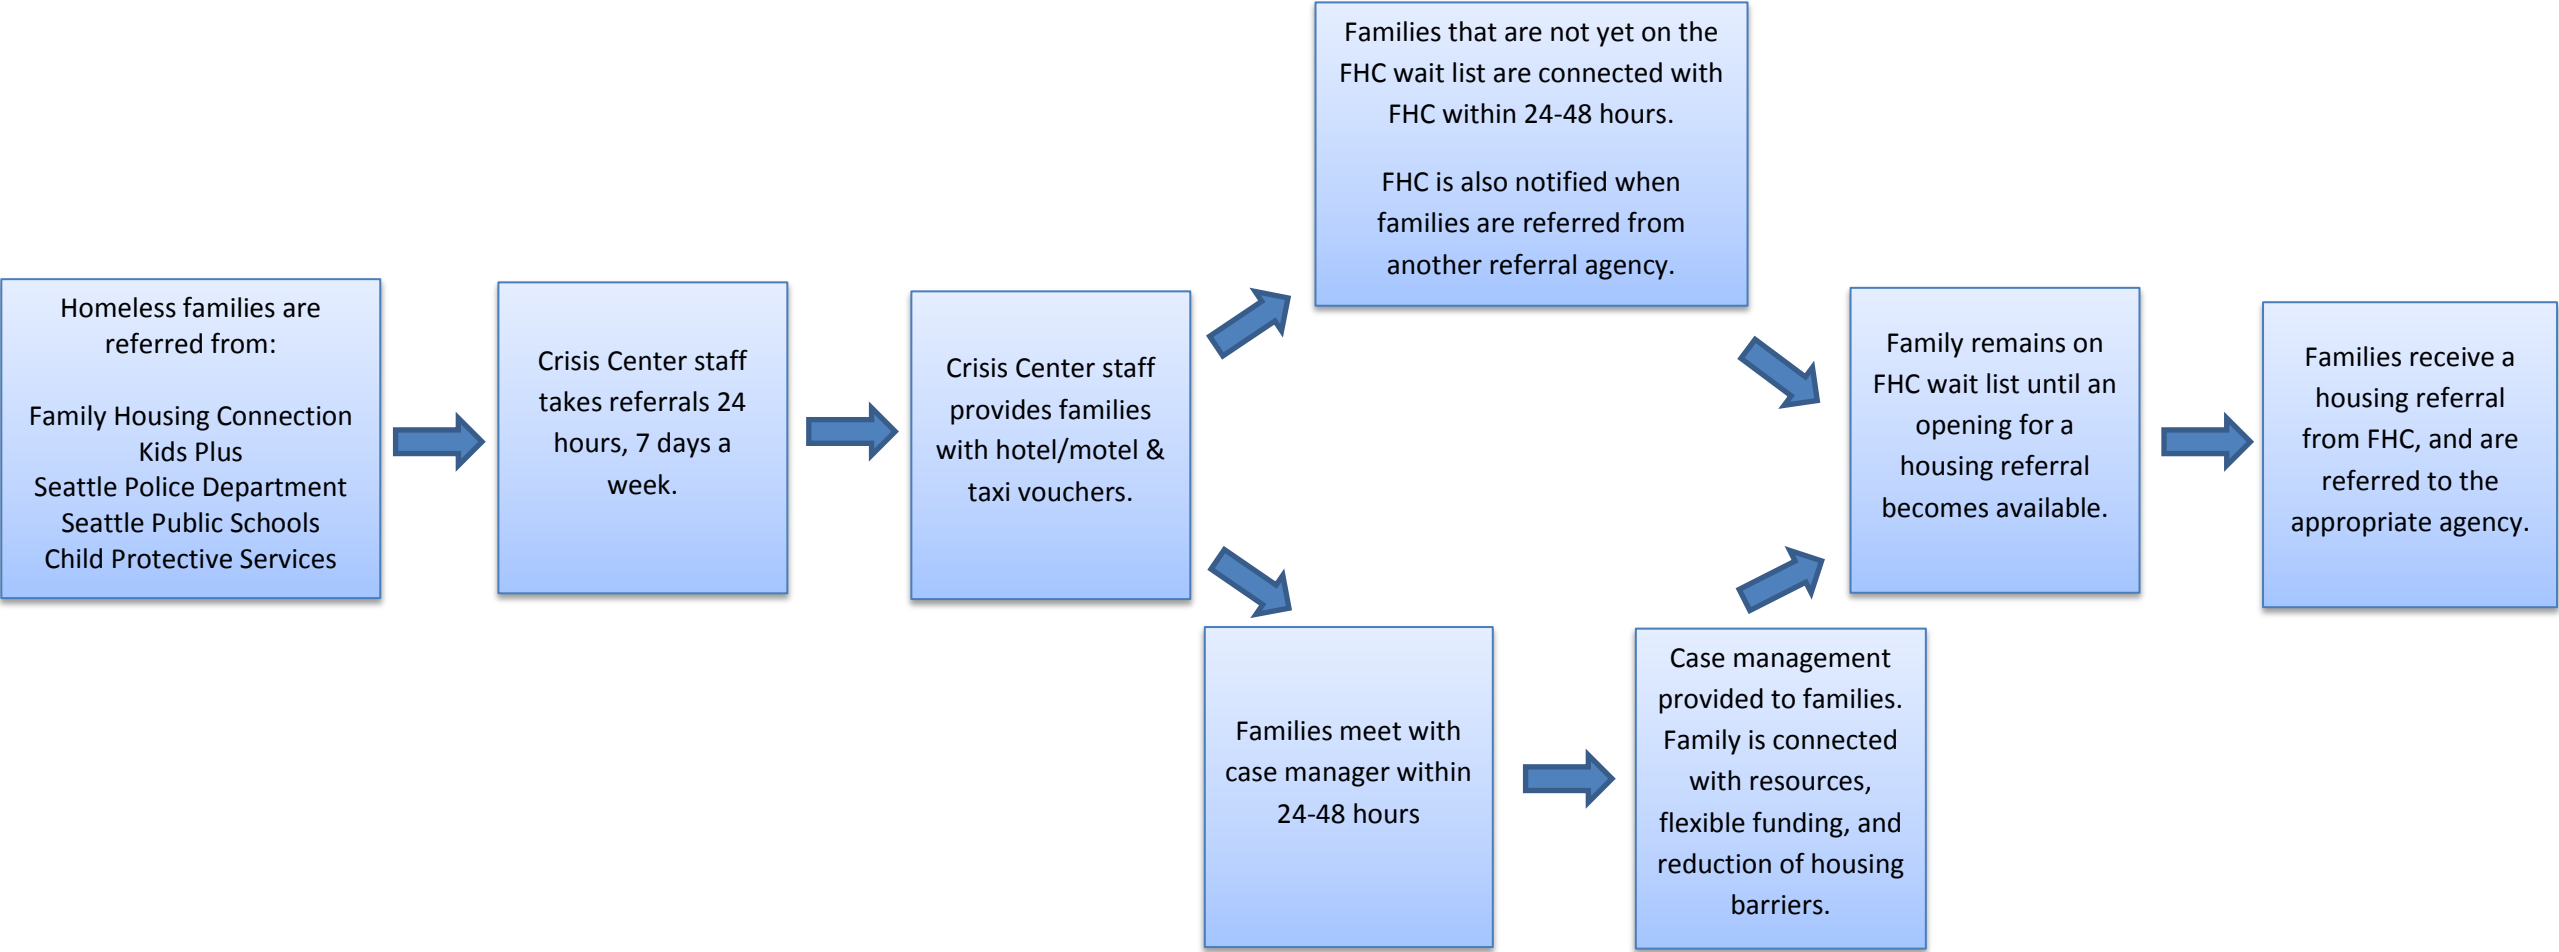 Homeless families are
referred from:
Family Housing Connection
Kids Plus
Seattle Police Department
Seattle Public Schools
Child Protective Services
Crisis Center staff
takes referrals 24
hours, 7 days a
week.
Crisis Center staff
provides families
with hotel/motel &
taxi vouchers.
Families that are not yet on the
FHC wait list are connected with
FHC within 24-48 hours.
FHC is also notified when
families are referred from
another referral agency.
Families meet with
case manager within
24-48 hours
Case management
provided to families.
Family is connected
with resources,
flexible funding, and
reduction of housing
barriers.
Family remains on
FHC wait list until an
opening for a
housing referral
becomes available.
Families receive a
housing referral
from FHC, and are
referred to the
appropriate agency.